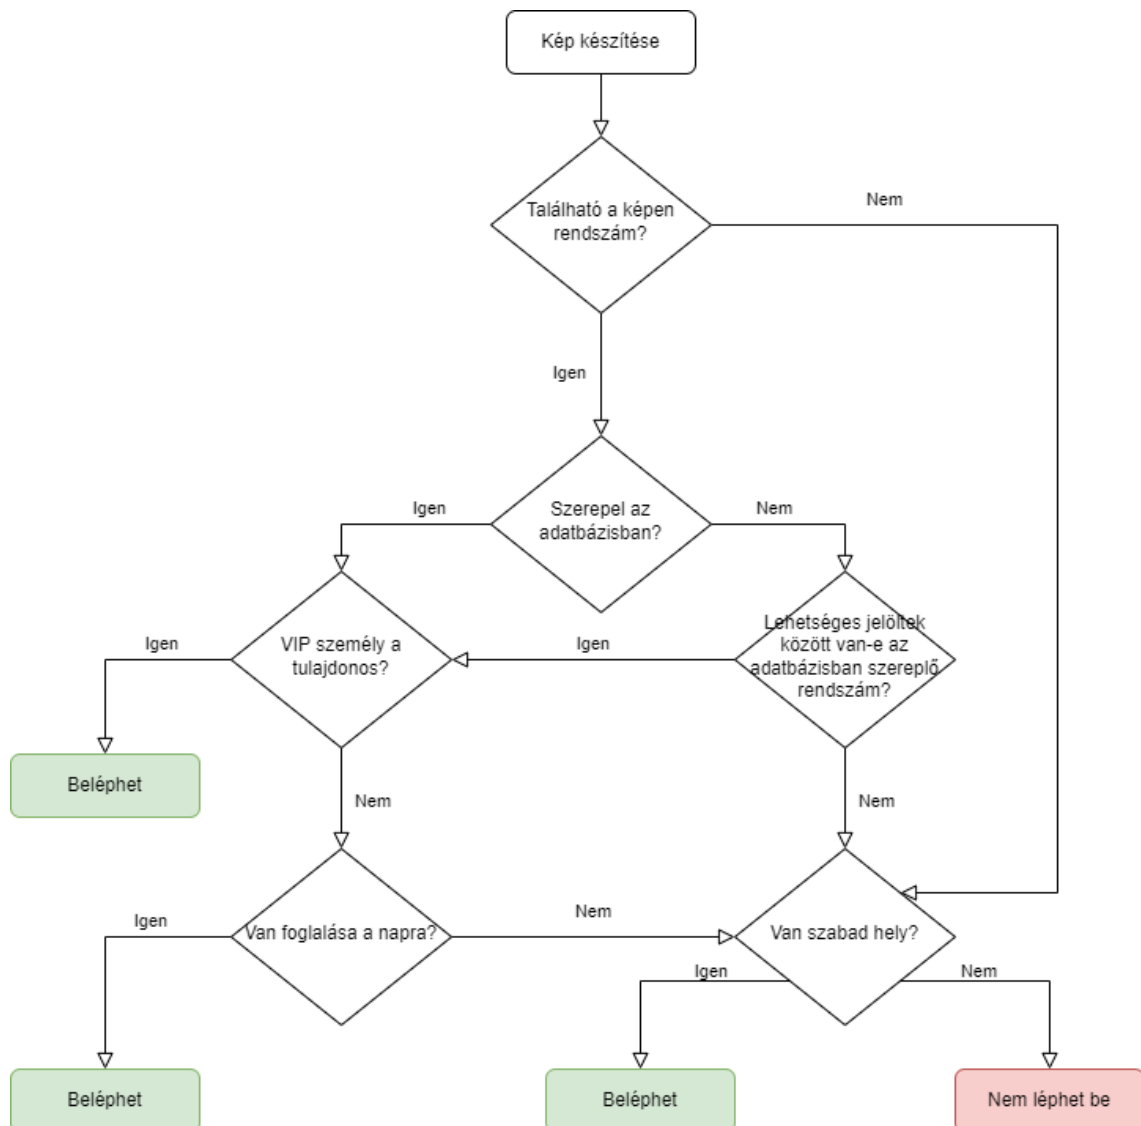 Kép készítése
Található a képen
rendszám?
Nem
Igen
Szerepel az
adatbázisban?
Igen
Nem
VIP személy a
tulajdonos?
Igen
Igen
Lehetséges jelöltek
között van-e az
adatbázisban szereplő
rendszám?
Beléphet
Nem
Nem
Van foglalása a napra?
Igen
Nem
Van szabad hely?
Igen
Nem
Beléphet
Beléphet
Nem léphet be